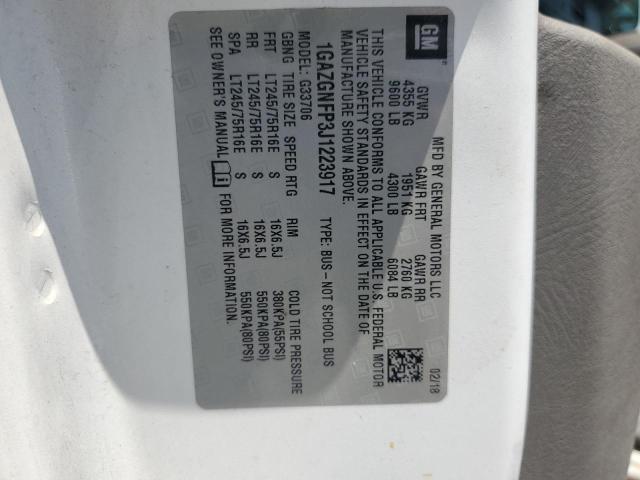 GM
MFD BY GENERAL MOTORS LLC 02/18
GVWR GAWR FRT GAWR RR
4355 KG 1951 KG 2760 KG
9600 LB 4300 LB 6084 LB
THIS VEHICLE CONFORMS TO ALL APPLICABLE U.S. FEDERAL MOTOR
VEHICLE SAFETY STANDARDS IN EFFECT ON THE DATE OF
MANUFACTURE SHOWN ABOVE.
1GAZGNFP3J1223917 TYPE: BUS-NOT SCHOOL BUS
MODEL: G33706
GBNG TIRE SIZE SPEED RTG RIM COLD TIRE PRESSURE
FRT LT245/75R16E S 16X6.5J 380KPA(55PSI)
RR LT245/75R16E S 16X6.5J 550KPA(80PSI)
SPA LT245/75R16E S 16X6.5J 550KPA(80PSI)
SEE OWNER'S MANUAL FOR MORE INFORMATION.